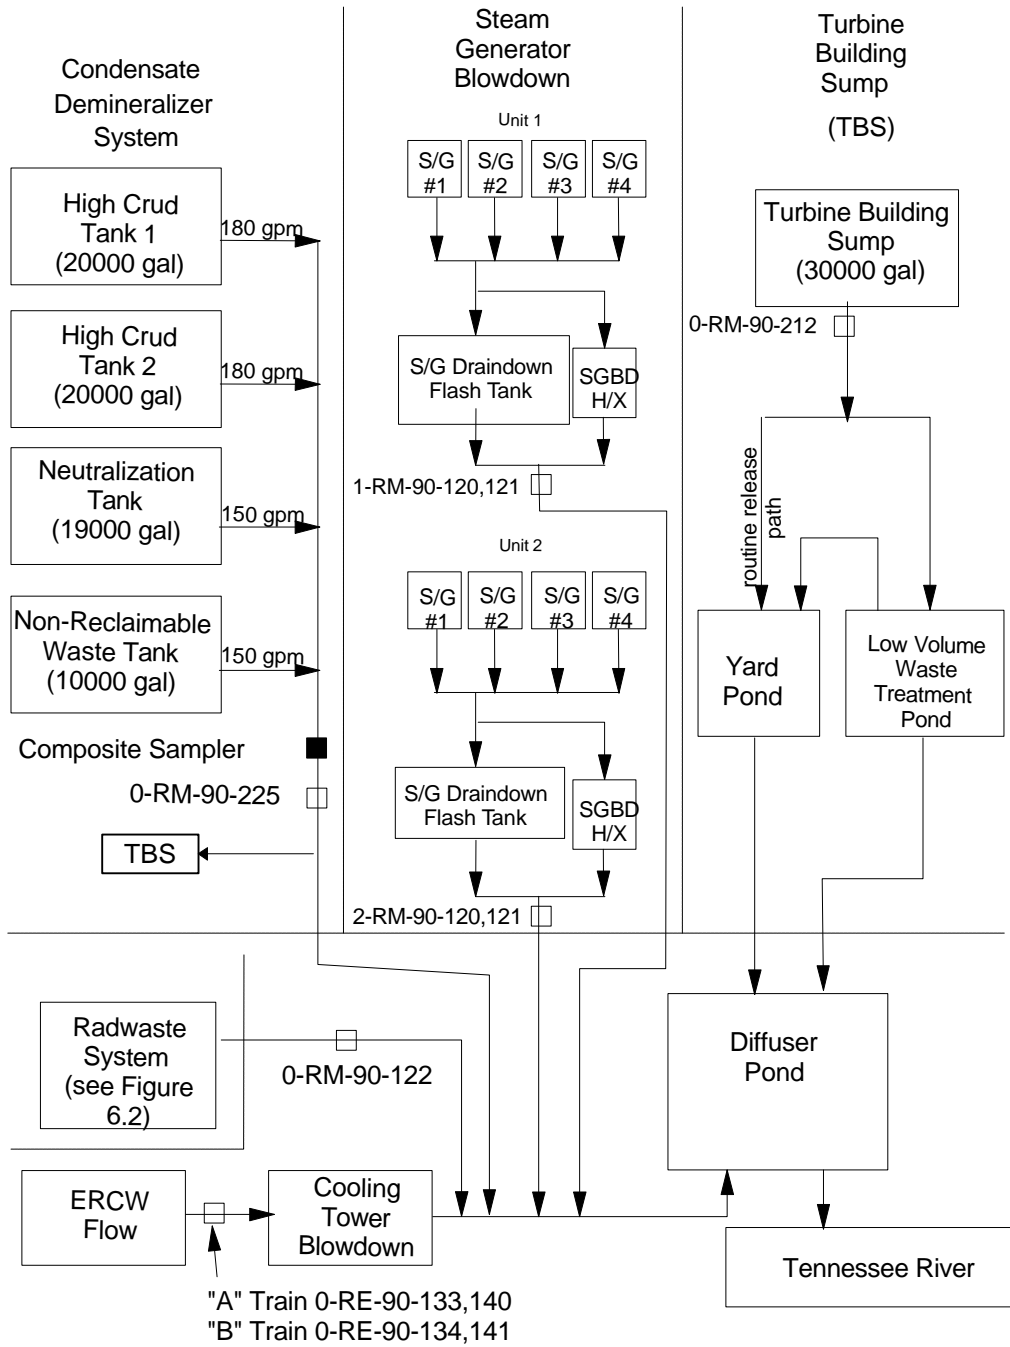 Condensate
Demineralizer
System
High Crud
Tank 1
(20000 gal)
180 gpm
High Crud
Tank 2
(20000 gal)
180 gpm
Neutralization
Tank
(19000 gal)
150 gpm
Non-Reclaimable
Waste Tank
(10000 gal)
150 gpm
Composite Sampler
0-RM-90-225
TBS
Steam
Generator
Blowdown
Unit 1
S/G
#1
S/G
#2
S/G
#3
S/G
#4
S/G Draindown
Flash Tank
SGBD
H/X
1-RM-90-120,121
Unit 2
S/G
#1
S/G
#2
S/G
#3
S/G
#4
S/G Draindown
Flash Tank
SGBD
H/X
2-RM-90-120,121
Turbine
Building
Sump
(TBS)
Turbine Building
Sump
(30000 gal)
0-RM-90-212
routine release
path
Yard
Pond
Low Volume
Waste
Treatment
Pond
Radwaste
System
(see Figure
6.2)
0-RM-90-122
Diffuser
Pond
ERCW
Flow
Cooling
Tower
Blowdown
"A" Train 0-RE-90-133,140
"B" Train 0-RE-90-134,141
Tennessee River